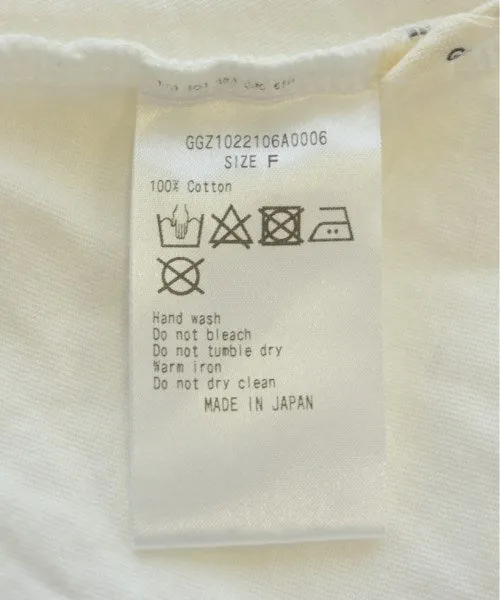 GGZ1022106A0006
SIZE F
100% Cotton
Hand wash
Do not bleach
Do not tumble dry
Warm iron
Do not dry clean
MADE IN JAPAN